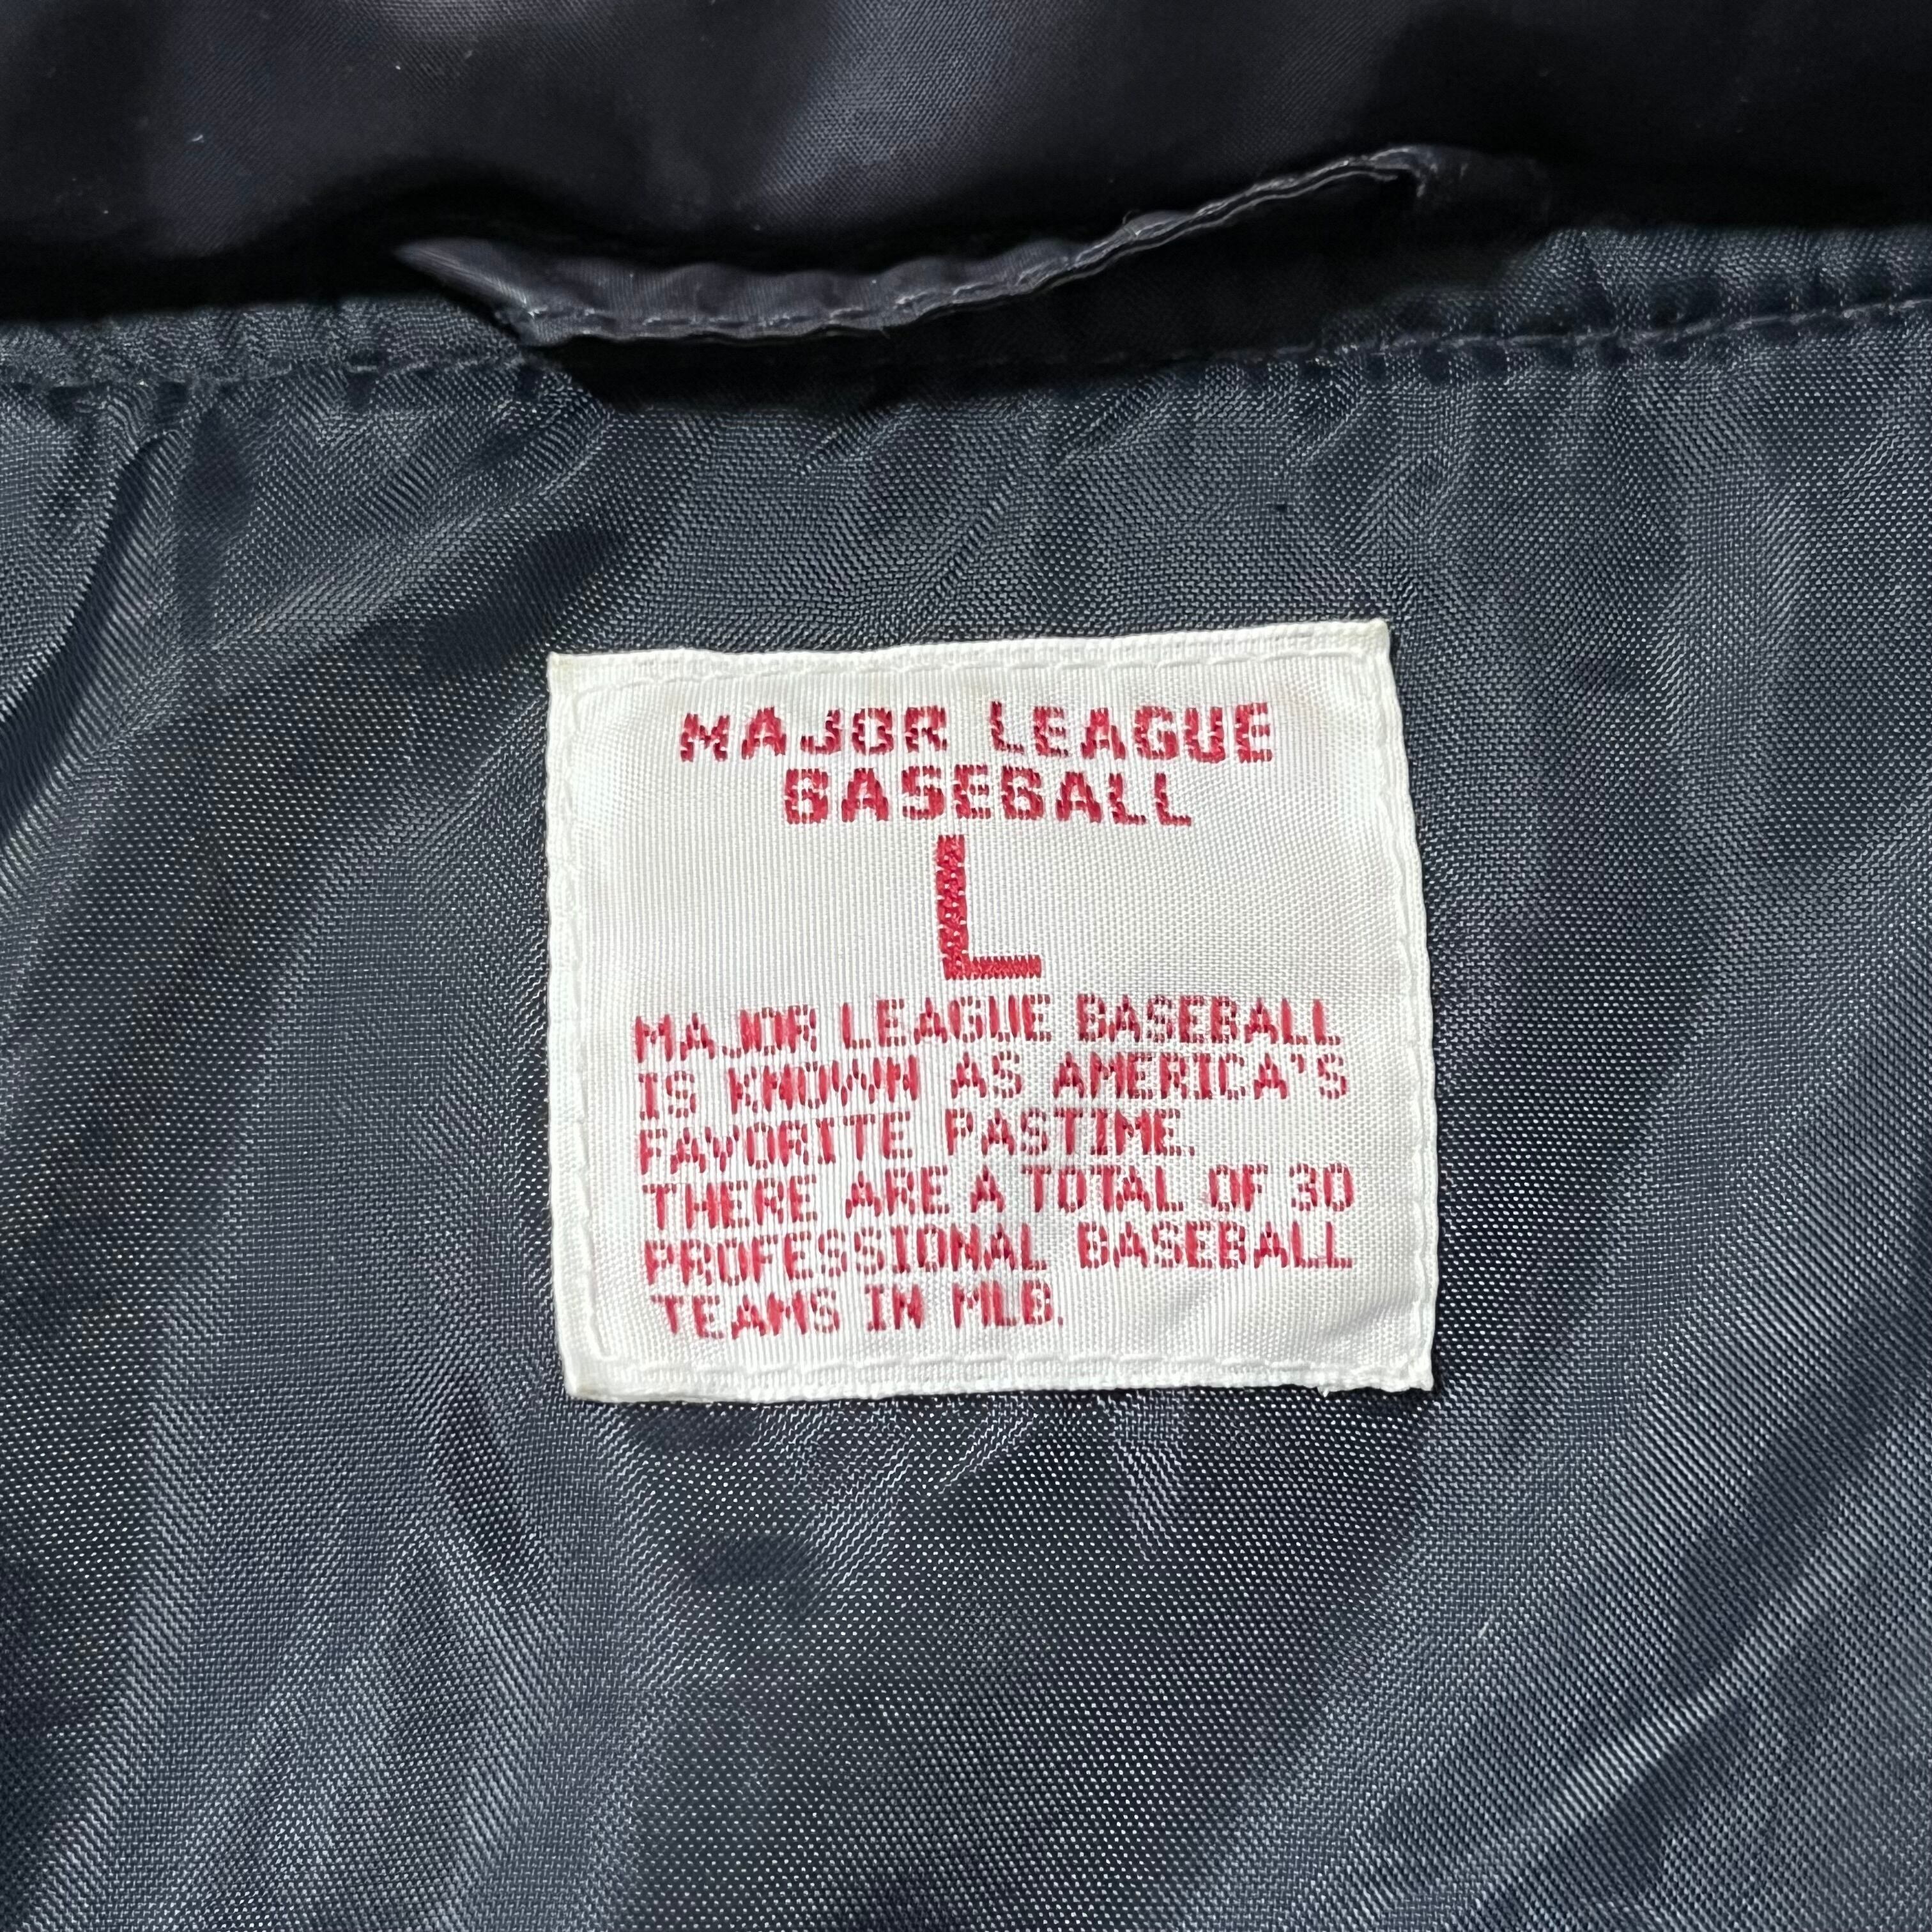 MAJOR LEAGUE
BASEBALL
L
MAJOR LEAGUE BASEBALL
IS KNOWN AS AMERICA'S
FAVORITE PASTIME.
THERE ARE A TOTAL OF 30
PROFESSIONAL BASEBALL
TEAMS IN MLB.